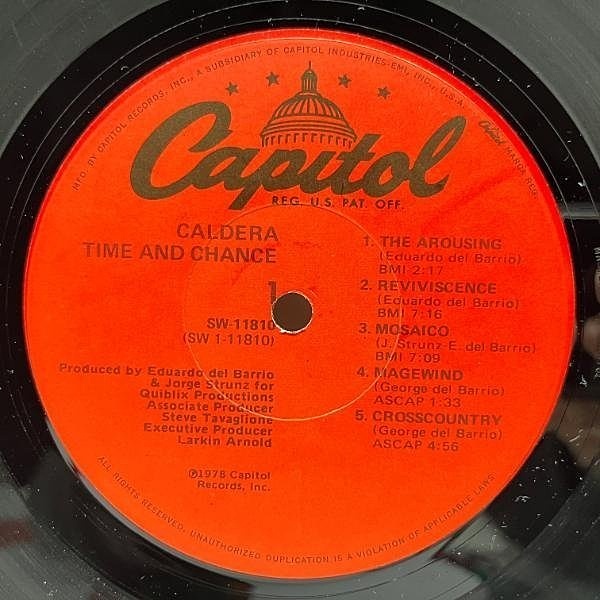 MFD. BY CAPITOL RECORDS, INC., A SUBSIDIARY OF CAPITOL INDUSTRIES-EMI, INC., U.S.A.
Capitol MARCA REG.
Capitol
REG. U.S. PAT. OFF.
CALDERA
TIME AND CHANCE
1
SW-11810
(SW 1-11810)
Produced by Eduardo del Barrio
& Jorge Strunz for
Quiblix Productions
Associate Producer
Steve Tavaglione
Executive Producer
Larkin Arnold
℗1978 Capitol
Records, Inc.
1. THE AROUSING
(Eduardo del Barrio)
BMI 2:17
2. REVIVISCENCE
(Eduardo del Barrio)
BMI 7:16
3. MOSAICO
(J. Strunz-E. del Barrio)
BMI 7:09
4. MAGEWIND
(George del Barrio)
ASCAP 1:33
5. CROSSCOUNTRY
(George del Barrio)
ASCAP 4:56
ALL RIGHTS RESERVED. UNAUTHORIZED DUPLICATION IS A VIOLATION OF APPLICABLE LAWS